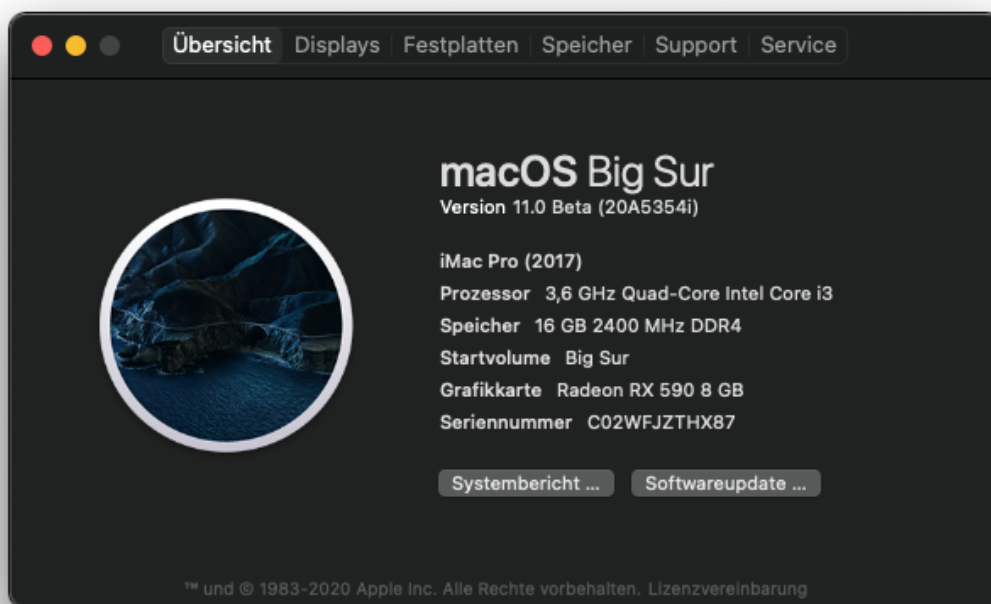 Übersicht Displays Festplatten Speicher Support Service
macOS Big Sur
Version 11.0 Beta (20A5354i)
iMac Pro (2017)
Prozessor 3,6 GHz Quad-Core Intel Core i3
Speicher 16 GB 2400 MHz DDR4
Startvolume Big Sur
Grafikkarte Radeon RX 590 8 GB
Seriennummer C02WFJZTHX87
Systembericht ... Softwareupdate ...
™ und © 1983-2020 Apple Inc. Alle Rechte vorbehalten. Lizenzvereinbarung